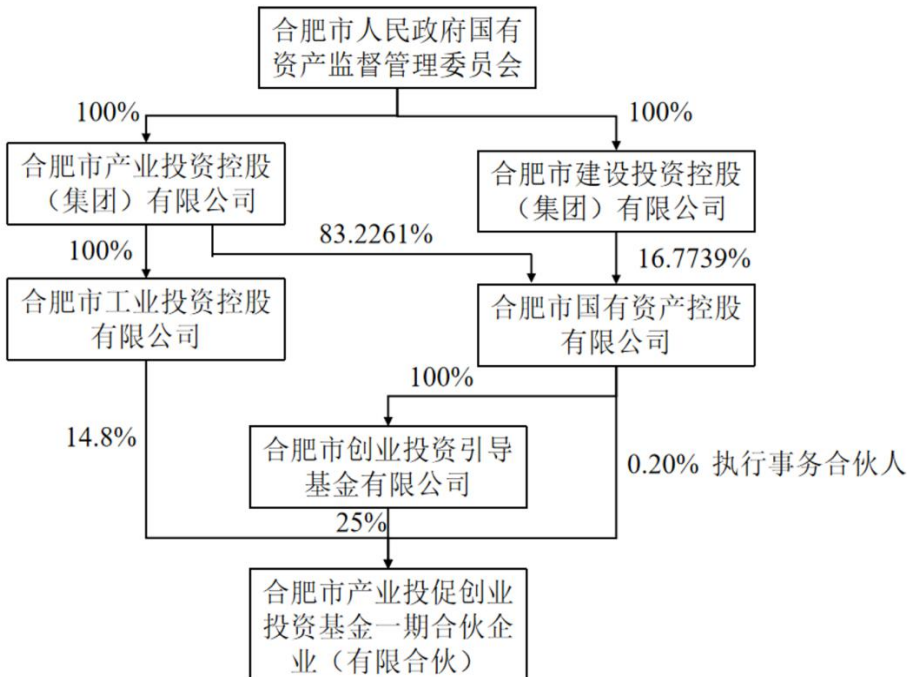 合肥市人民政府国有
资产监督管理委员会
100%
100%
合肥市产业投资控股
（集团）有限公司
合肥市建设投资控股
（集团）有限公司
83.2261%
100%
16.7739%
合肥市工业投资控股
有限公司
合肥市国有资产控股
有限公司
100%
14.8%
合肥市创业投资引导
基金有限公司
0.20% 执行事务合伙人
25%
合肥市产业投促创业
投资基金一期合伙企
业（有限合伙）